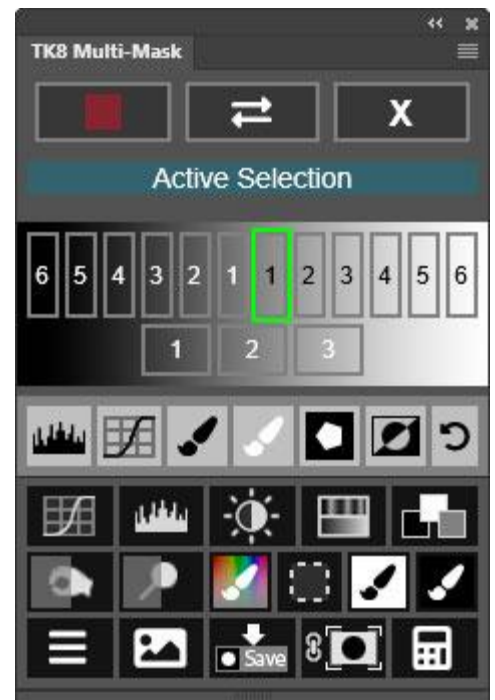 TK8 Multi-Mask
X
Active Selection
6 5 4 3 2 1 1 2 3 4 5 6
1 2 3
Save